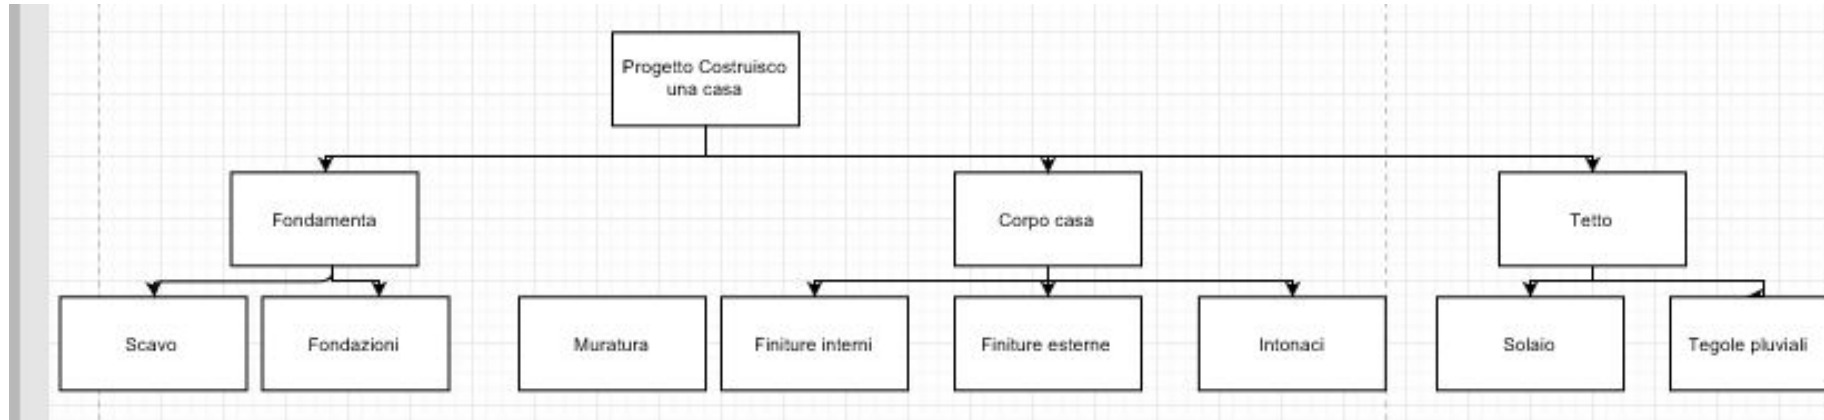 Progetto Costruisco
una casa
Fondamenta
Corpo casa
Tetto
Scavo
Fondazioni
Muratura
Finiture interni
Finiture esterne
Intonaci
Solaio
Tegole pluviali